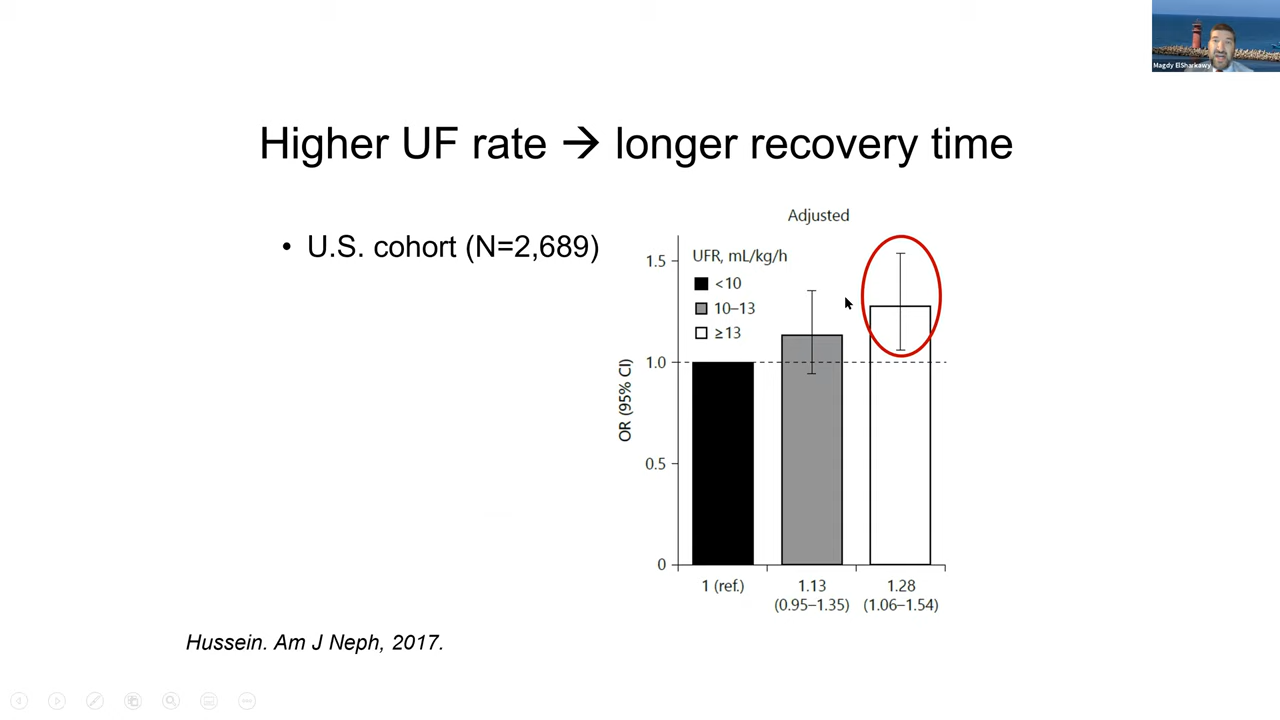 Magdy ElSharkawy
Higher UF rate → longer recovery time
• U.S. cohort (N=2,689)
Adjusted
UFR, mL/kg/h
<10
10–13
≥13
1.5
1.0
0.5
0
OR (95% CI)
1 (ref.)
1.13
(0.95–1.35)
1.28
(1.06–1.54)
Hussein. Am J Neph, 2017.